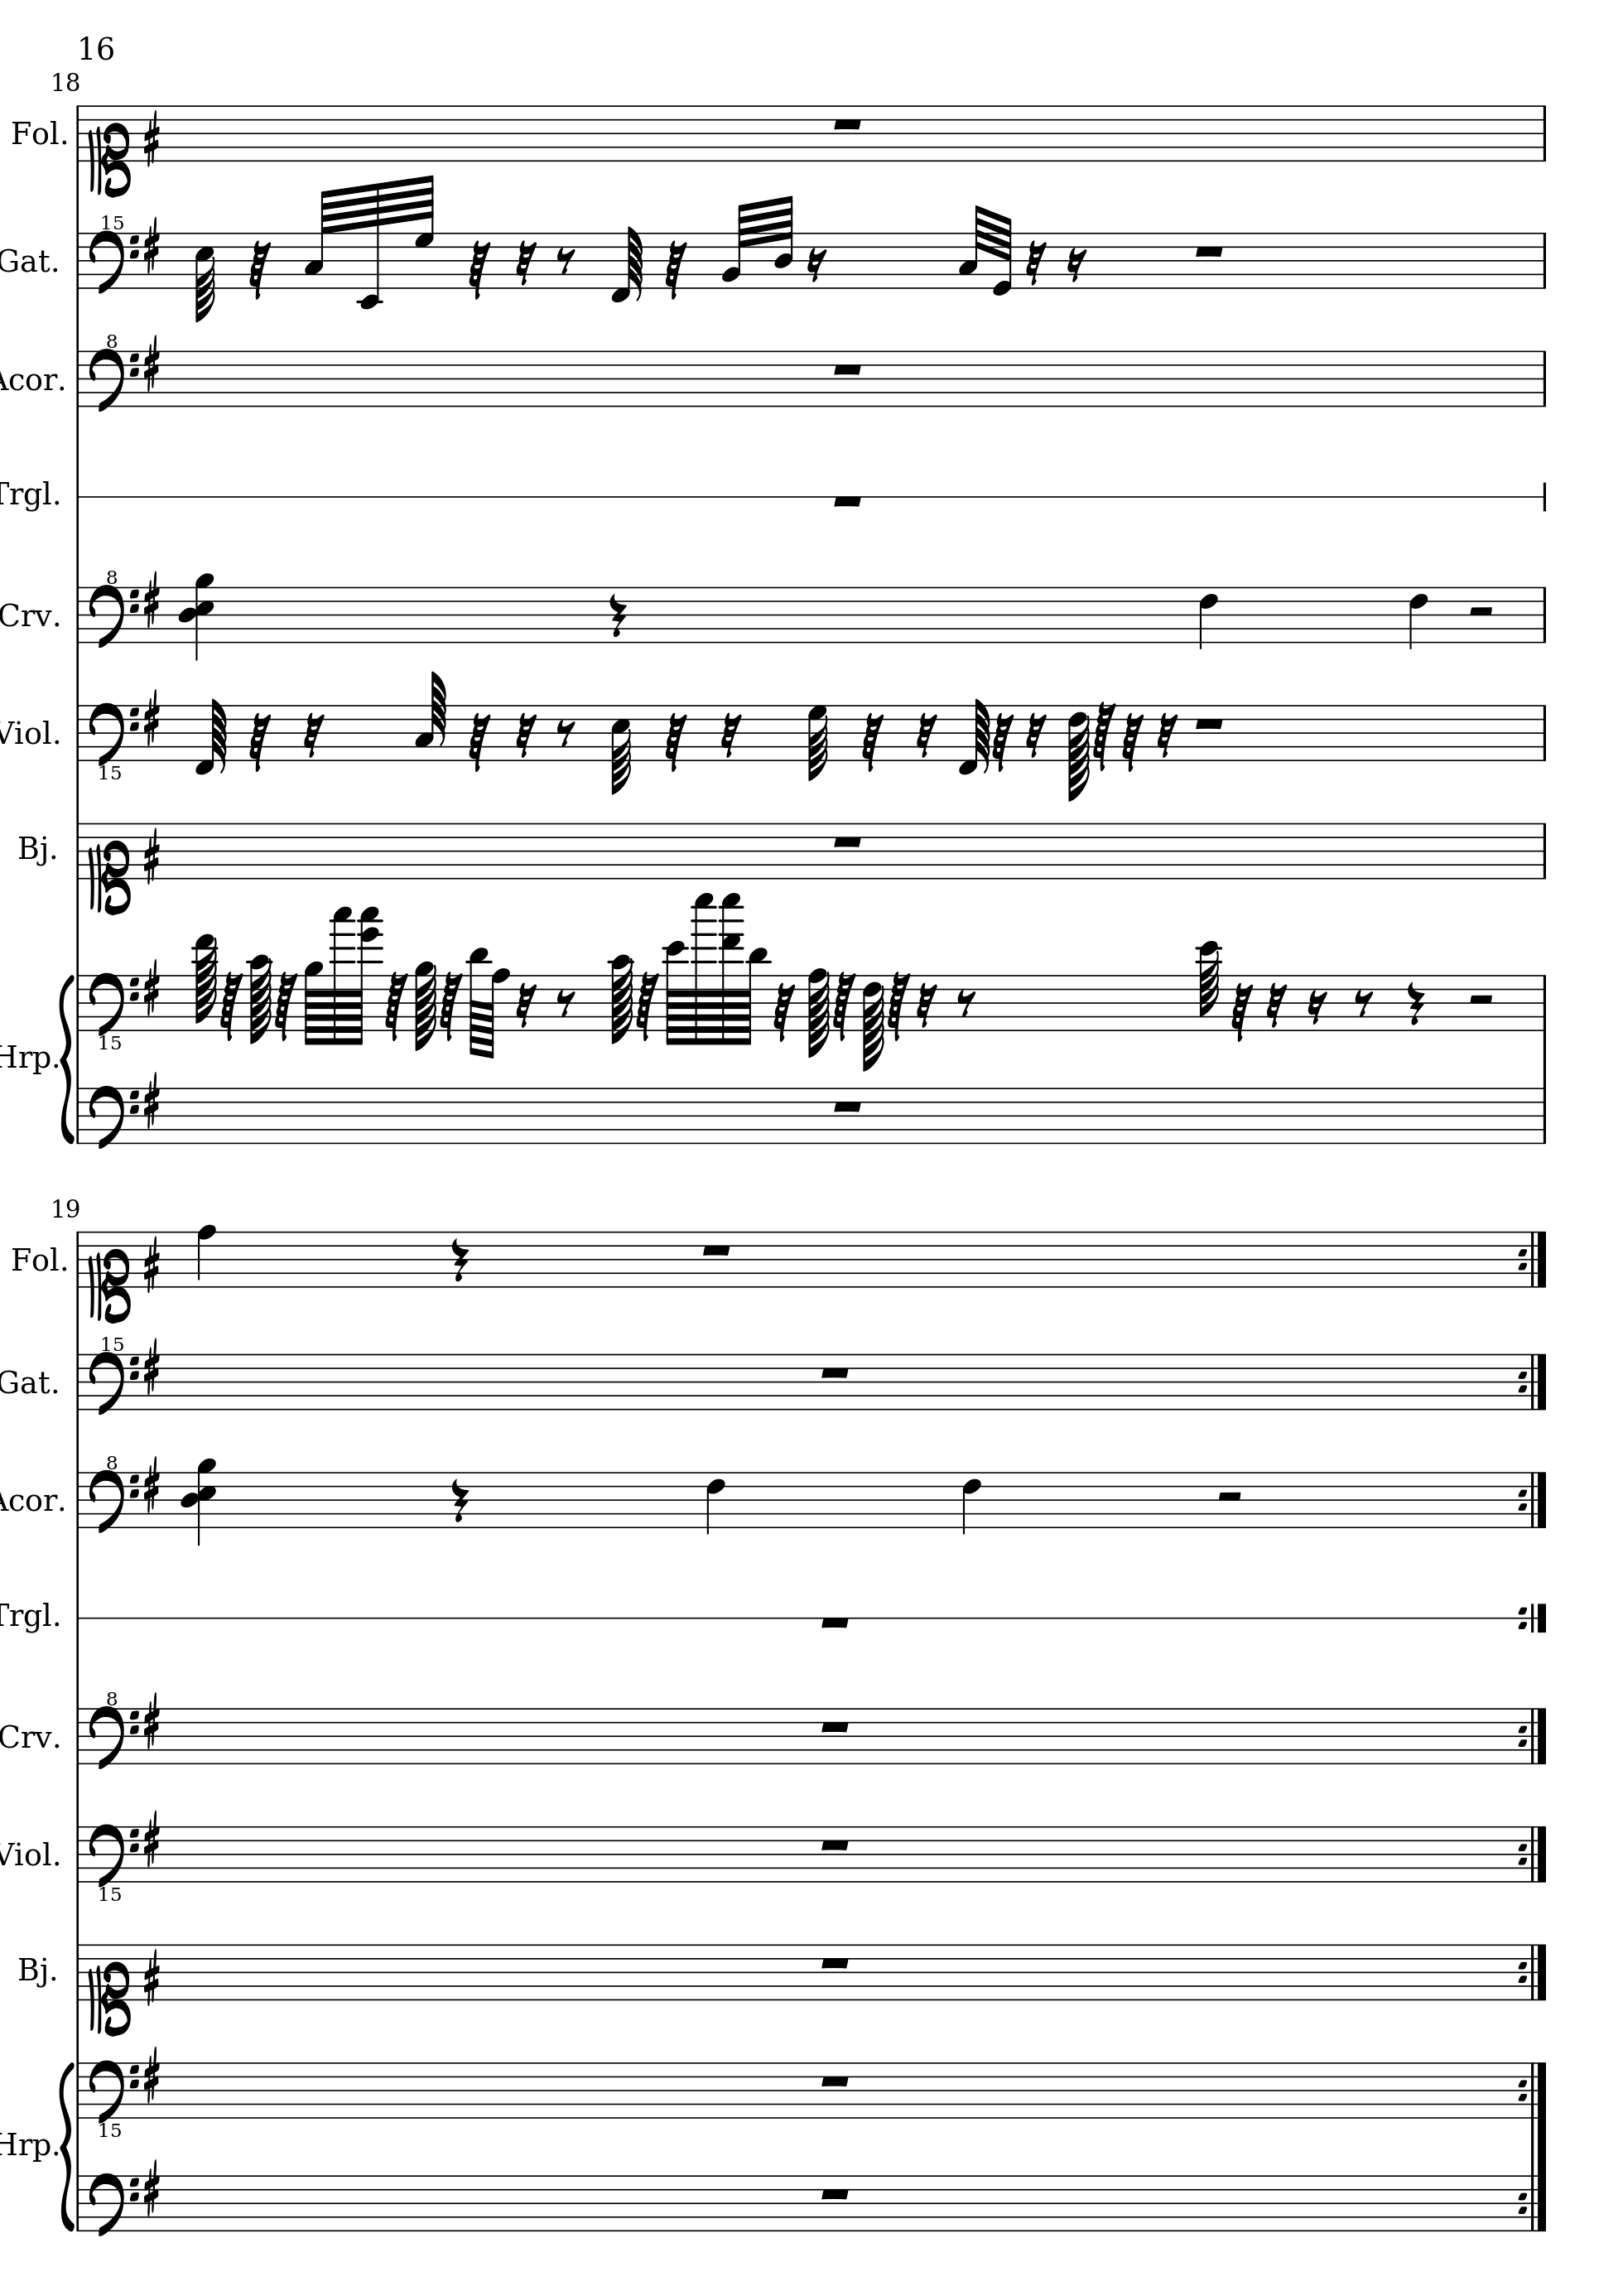 16
18
Fol.
15
Gat.
8
Acor.
Trgl.
8
Crv.
Viol.
15
Bj.
15
Hrp.
19
Fol.
15
Gat.
8
Acor.
Trgl.
8
Crv.
Viol.
15
Bj.
15
Hrp.